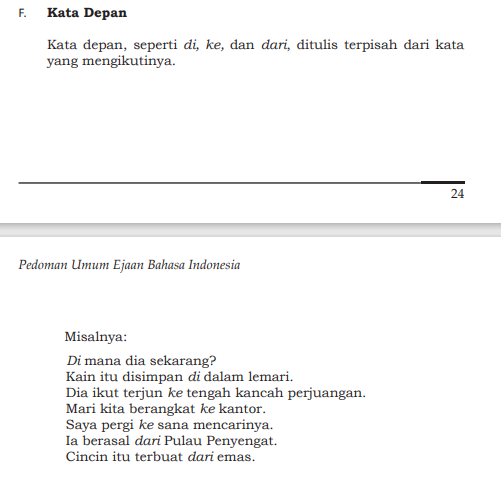 F. Kata Depan
Kata depan, seperti di, ke, dan dari, ditulis terpisah dari kata
yang mengikutinya.
24
Pedoman Umum Ejaan Bahasa Indonesia
Misalnya:
Di mana dia sekarang?
Kain itu disimpan di dalam lemari.
Dia ikut terjun ke tengah kancah perjuangan.
Mari kita berangkat ke kantor.
Saya pergi ke sana mencarinya.
Ia berasal dari Pulau Penyengat.
Cincin itu terbuat dari emas.